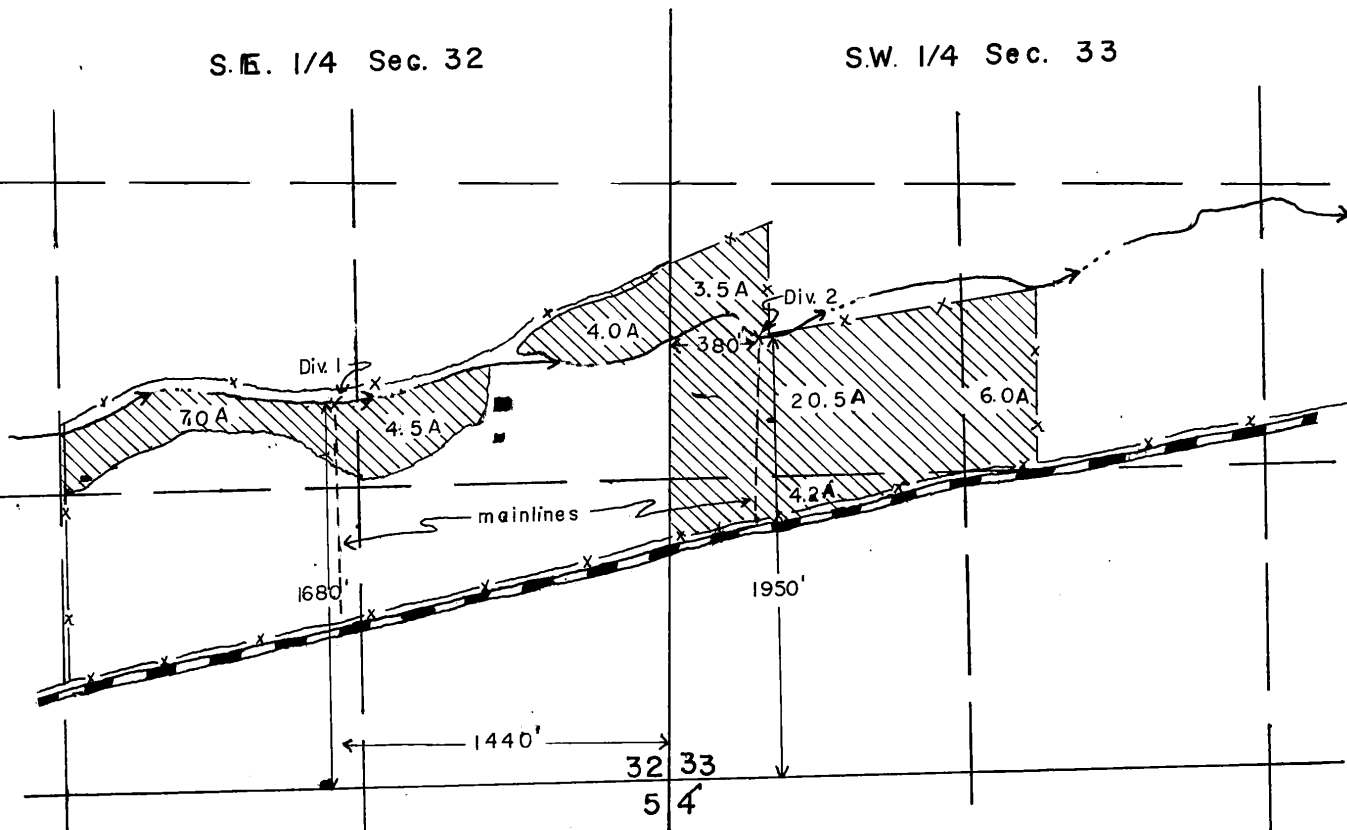 S.E. 1/4 Sec. 32
S.W. 1/4 Sec. 33
3.5 A
Div. 2
4.0 A
380'
Div. 1
7.0 A
4.5 A
20.5 A
6.0 A
4.2 A
mainlines
1680'
1950'
1440'
32 33
5 4